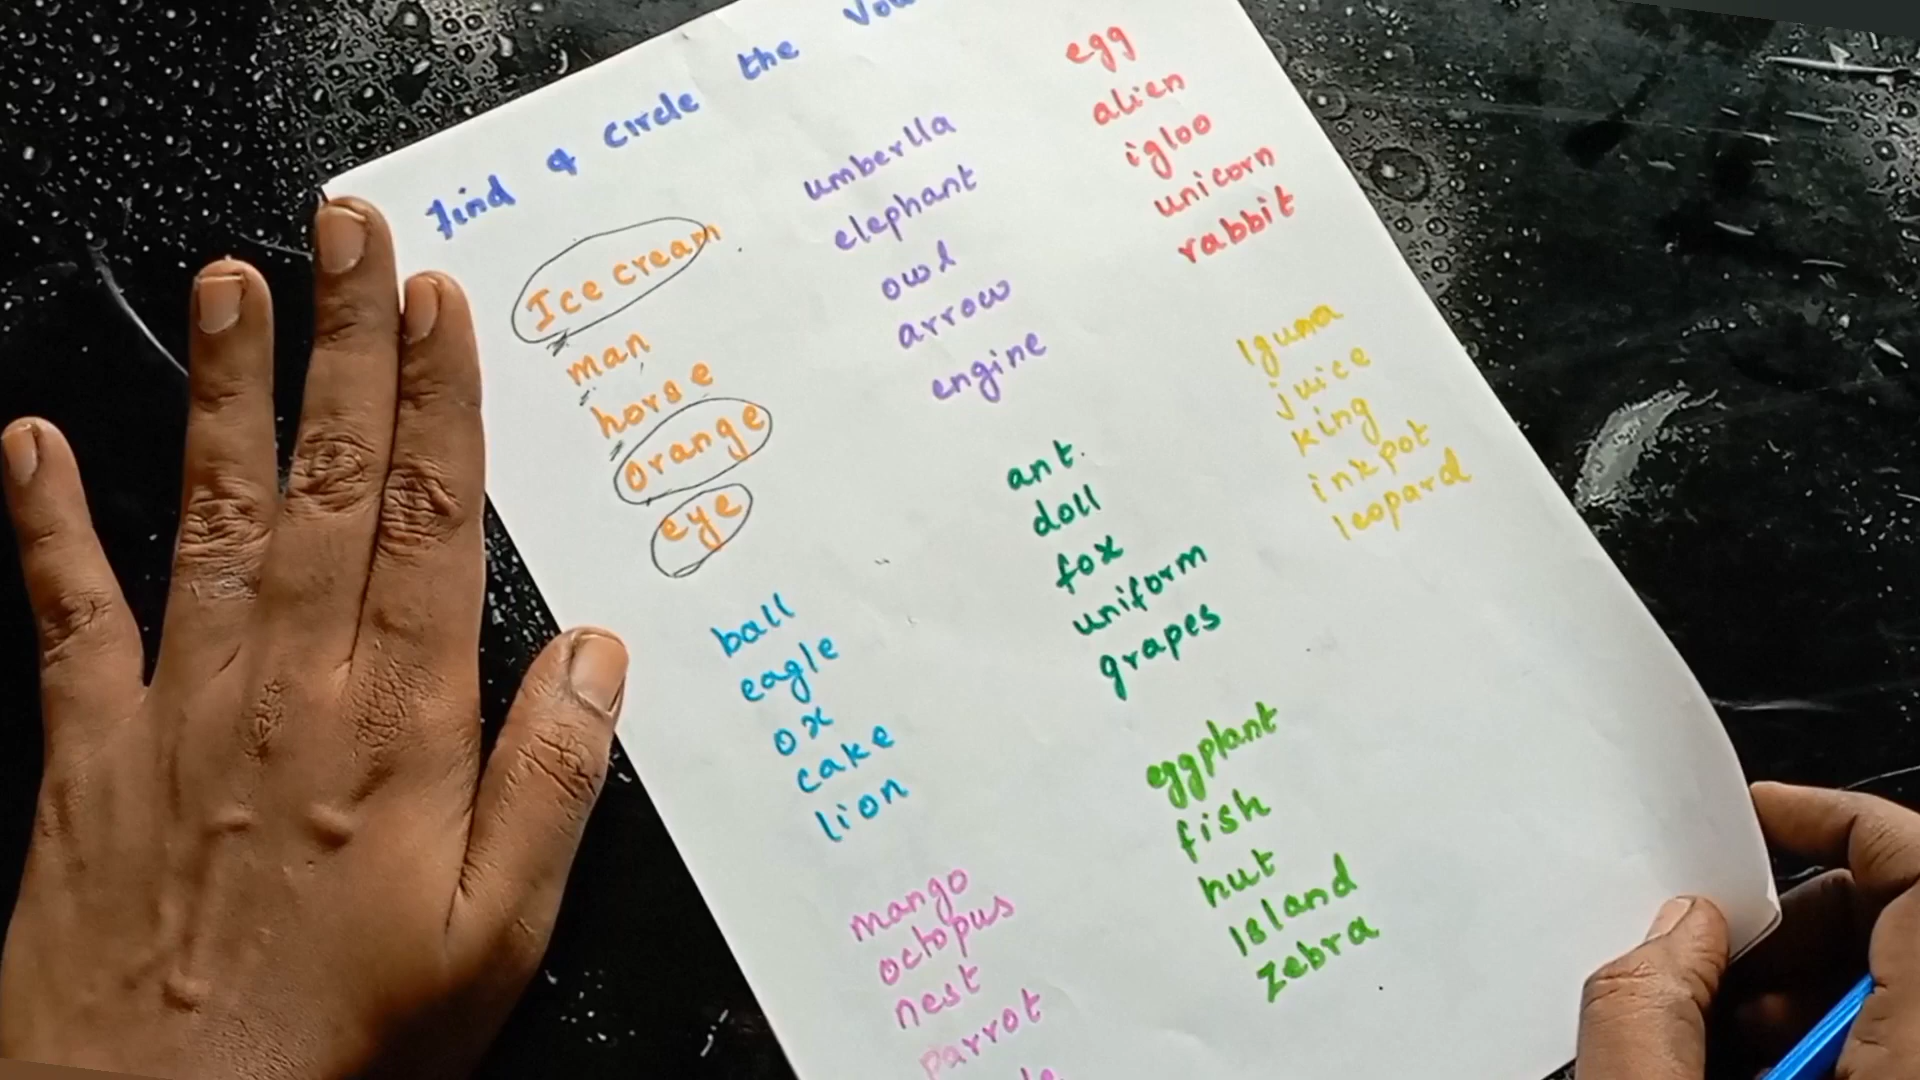 Find & Circle the Vow
Ice cream
man
horse
orange
eye
umberlla
elephant
owl
arrow
engine
egg
alien
igloo
unicorn
rabbit
ball
eagle
ox
cake
lion
ant
doll
fox
uniform
grapes
Iguna
juice
king
inkpot
leopard
mango
octopus
nest
parrot
eggplant
fish
hut
Island
zebra